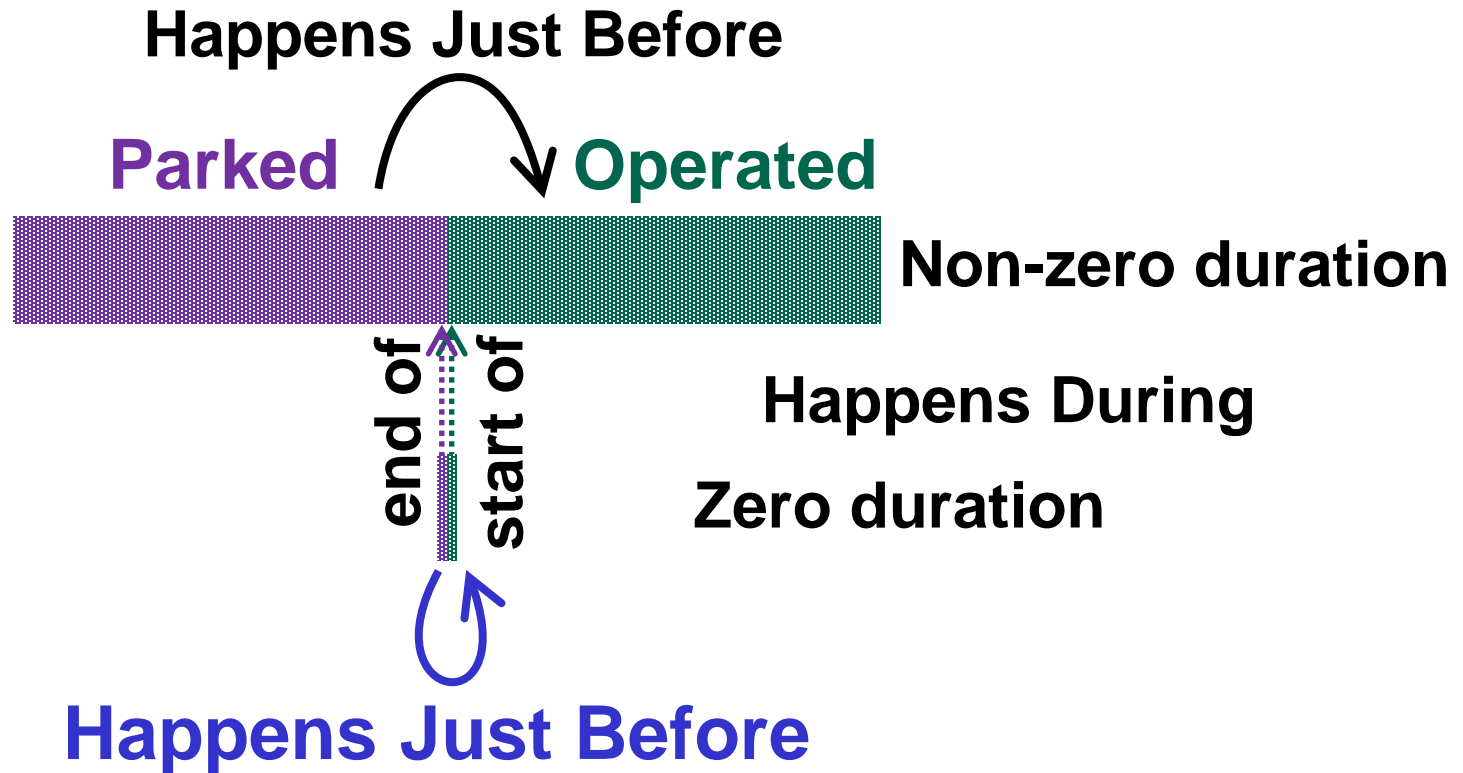 Happens Just Before
Parked
Operated
Non-zero duration
end of
start of
Happens During
Zero duration
Happens Just Before